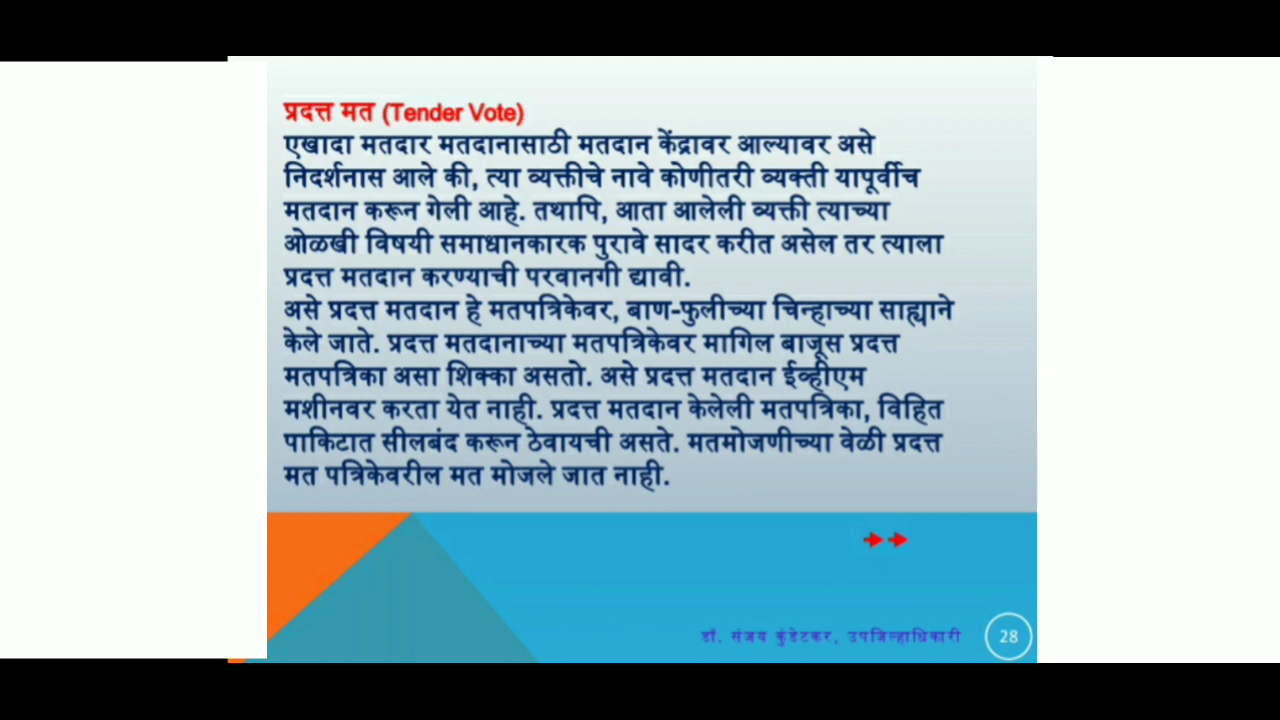 प्रदत्त मत (Tender Vote)
एखादा मतदार मतदानासाठी मतदान केंद्रावर आल्यावर असे
निदर्शनास आले की, त्या व्यक्तीचे नावे कोणीतरी व्यक्ती यापूर्वीच
मतदान करून गेली आहे. तथापि, आता आलेली व्यक्ती त्याच्या
ओळखी विषयी समाधानकारक पुरावे सादर करीत असेल तर त्याला
प्रदत्त मतदान करण्याची परवानगी द्यावी.
असे प्रदत्त मतदान हे मतपत्रिकेवर, बाण-फुलीच्या चिन्हाच्या साह्याने
केले जाते. प्रदत्त मतदानाच्या मतपत्रिकेवर मागिल बाजूस प्रदत्त
मतपत्रिका असा शिक्का असतो. असे प्रदत्त मतदान ईव्हीएम
मशीनवर करता येत नाही. प्रदत्त मतदान केलेली मतपत्रिका, विहित
पाकिटात सीलबंद करून ठेवायची असते. मतमोजणीच्या वेळी प्रदत्त
मत पत्रिकेवरील मत मोजले जात नाही.
डॉ. संजय कुंडेटकर, उपजिल्हाधिकारी
28